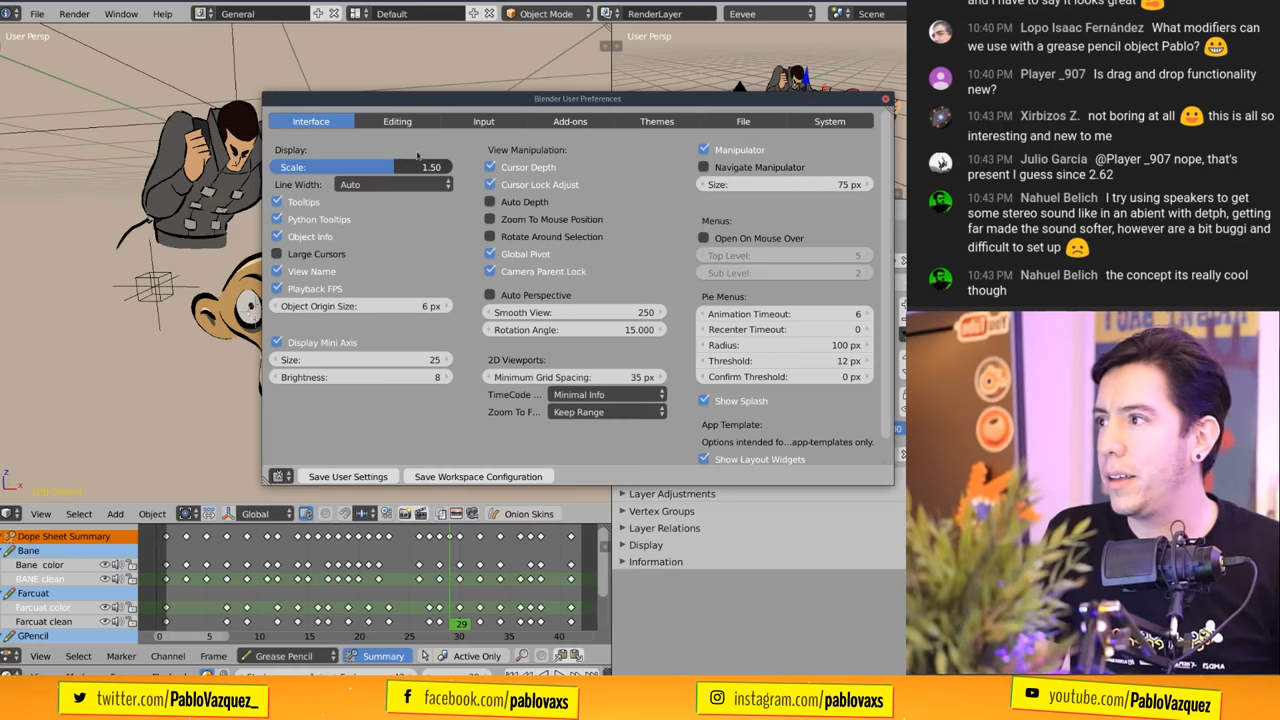 File Render Window Help General Default Object Mode RenderLayer Eevee Scene
User Persp
User Persp
Blender User Preferences
Interface Editing Input Add-ons Themes File System
Display:
Scale: 1.50
Line Width: Auto
Tooltips
Python Tooltips
Object Info
Large Cursors
View Name
Playback FPS
Object Origin Size: 6 px
Display Mini Axis
Size: 25
Brightness: 8
View Manipulation:
Cursor Depth
Cursor Lock Adjust
Auto Depth
Zoom To Mouse Position
Rotate Around Selection
Global Pivot
Camera Parent Lock
Auto Perspective
Smooth View: 250
Rotation Angle: 15.000
2D Viewports:
Minimum Grid Spacing: 35 px
TimeCode ... Minimal Info
Zoom To F... Keep Range
Manipulator
Navigate Manipulator
Size: 75 px
Menus:
Open On Mouse Over
Top Level: 5
Sub Level: 2
Pie Menus:
Animation Timeout: 6
Recenter Timeout: 0
Radius: 100 px
Threshold: 12 px
Confirm Threshold: 0 px
Show Splash
App Template:
Options intended fo...app-templates only.
Show Layout Widgets
Save User Settings Save Workspace Configuration
View Select Add Object Global Onion Skins
Layer Adjustments
Vertex Groups
Layer Relations
Display
Information
Dope Sheet Summary
Bane
Bane color
BANE clean
Farcuat
Farcuat color
Farcuat clean
GPencil
0 5 10 15 20 25 29 35 40
View Select Marker Channel Frame Grease Pencil Summary Active Only
and I have to say it looks great
10:40 PM Lopo Isaac Fernández What modifiers can
we use with a grease pencil object Pablo?
10:40 PM Player _907 Is drag and drop functionality
new?
10:43 PM Xirbizos Z. not boring at all this is all so
interesting and new to me
10:43 PM Julio Garcia @Player _907 nope, that's
present I guess since 2.62
10:43 PM Nahuel Belich I try using speakers to get
some stereo sound like in an abient with detph, getting
far made the sound softer, however are a bit buggi and
difficult to set up
10:43 PM Nahuel Belich the concept its really cool
though
twitter.com/PabloVazquez_ facebook.com/pablovaxs instagram.com/pablovaxs youtube.com/PabloVazquez